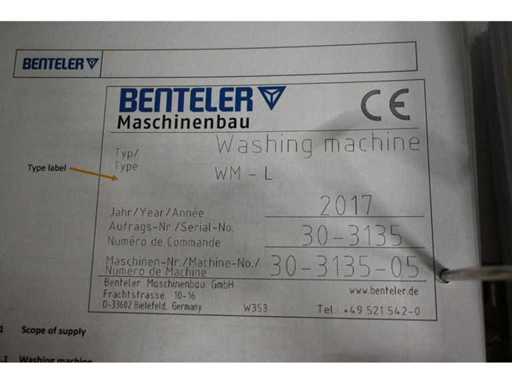 BENTELER
BENTELER
Maschinenbau
CE
Typ/ Washing machine
Type WM - L
Type label
Jahr/Year/Année 2017
Aufrags-Nr./Serial-No. 30-3135
Numéro de Commande
Maschinen-Nr./Machine-No./ 30-3135-05
Numéro de Machine
Benteler Maschinenbau GmbH
Frachtstrasse 10-16 www.benteler.de
D-33602 Bielefeld, Germany W353 Tel.: +49 521 542-0
Scope of supply
Washing machine